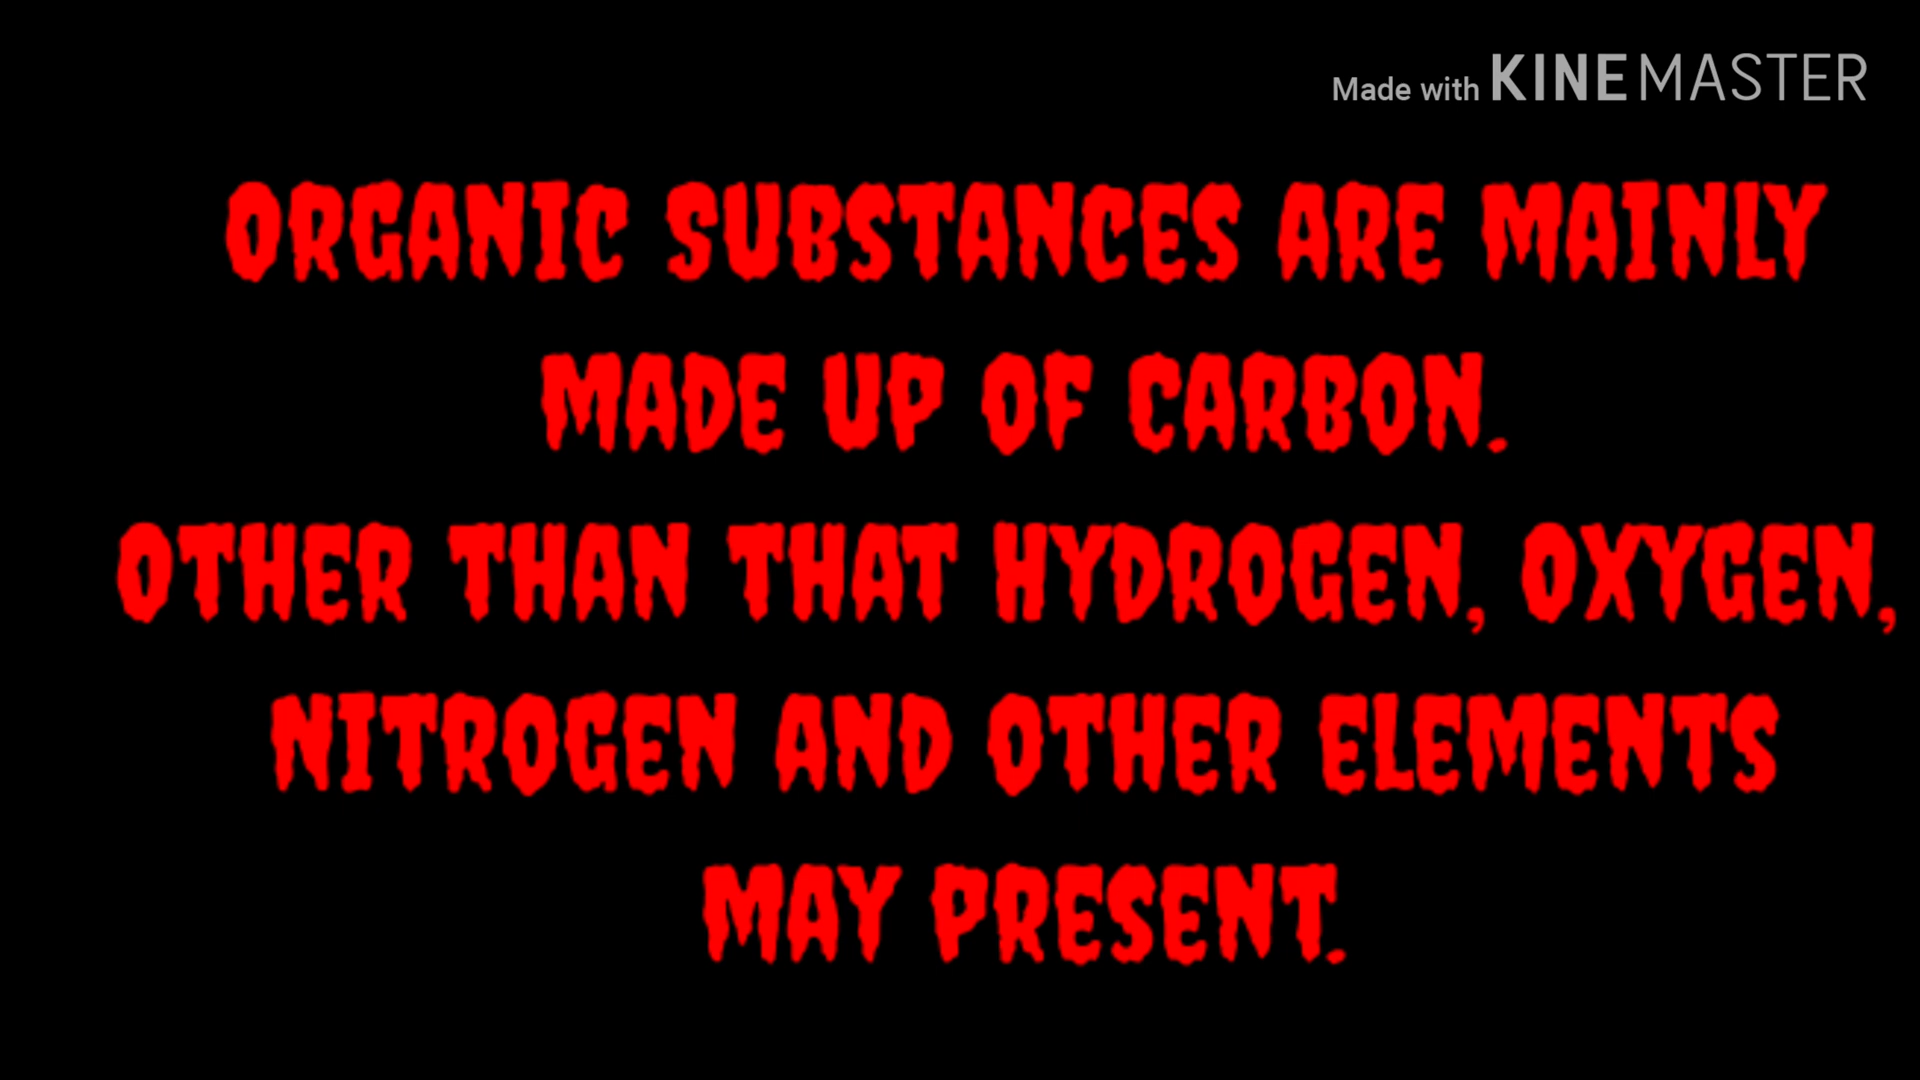 Made with KINEMASTER
ORGANIC SUBSTANCES ARE MAINLY
MADE UP OF CARBON.
OTHER THAN THAT HYDROGEN, OXYGEN,
NITROGEN AND OTHER ELEMENTS
MAY PRESENT.